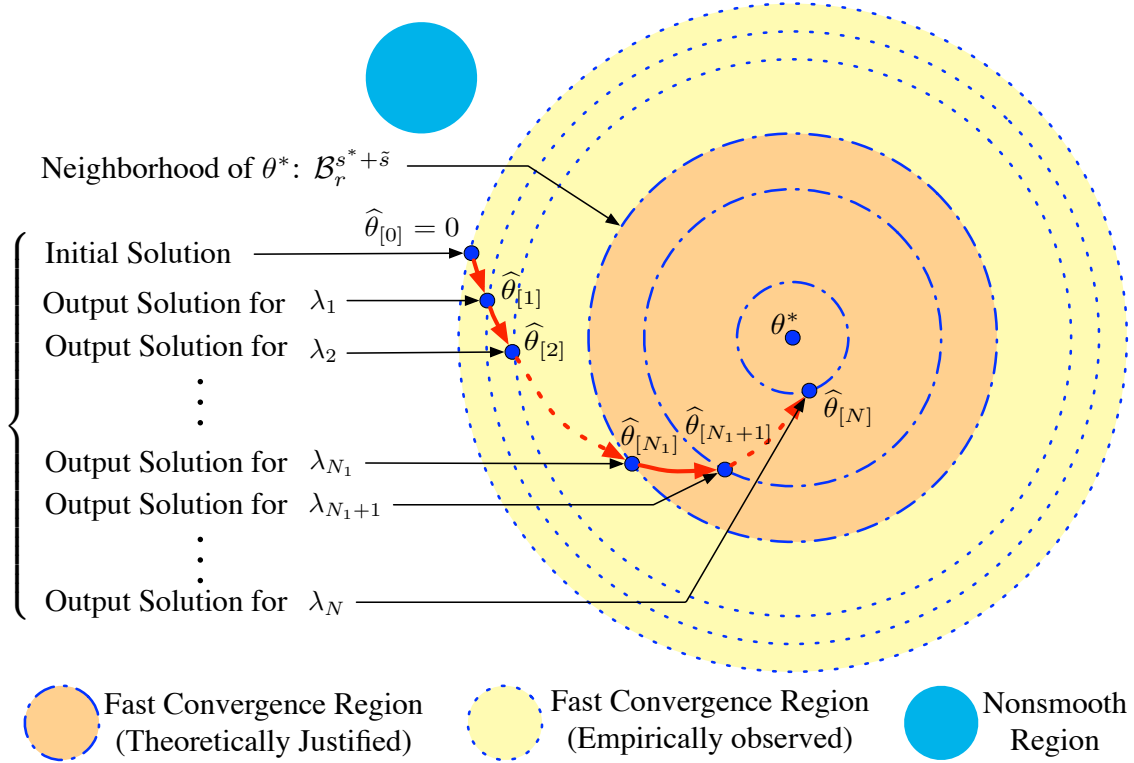 Neighborhood of θ*: 𝓑_r^{s*+s̃}
θ̂_[0] = 0
Initial Solution
Output Solution for λ_1
θ̂_[1]
Output Solution for λ_2
θ̂_[2]
θ*
θ̂_[N]
θ̂_[N_1]
θ̂_[N_1+1]
Output Solution for λ_{N_1}
Output Solution for λ_{N_1+1}
Output Solution for λ_N
Fast Convergence Region
(Theoretically Justified)
Fast Convergence Region
(Empirically observed)
Nonsmooth
Region